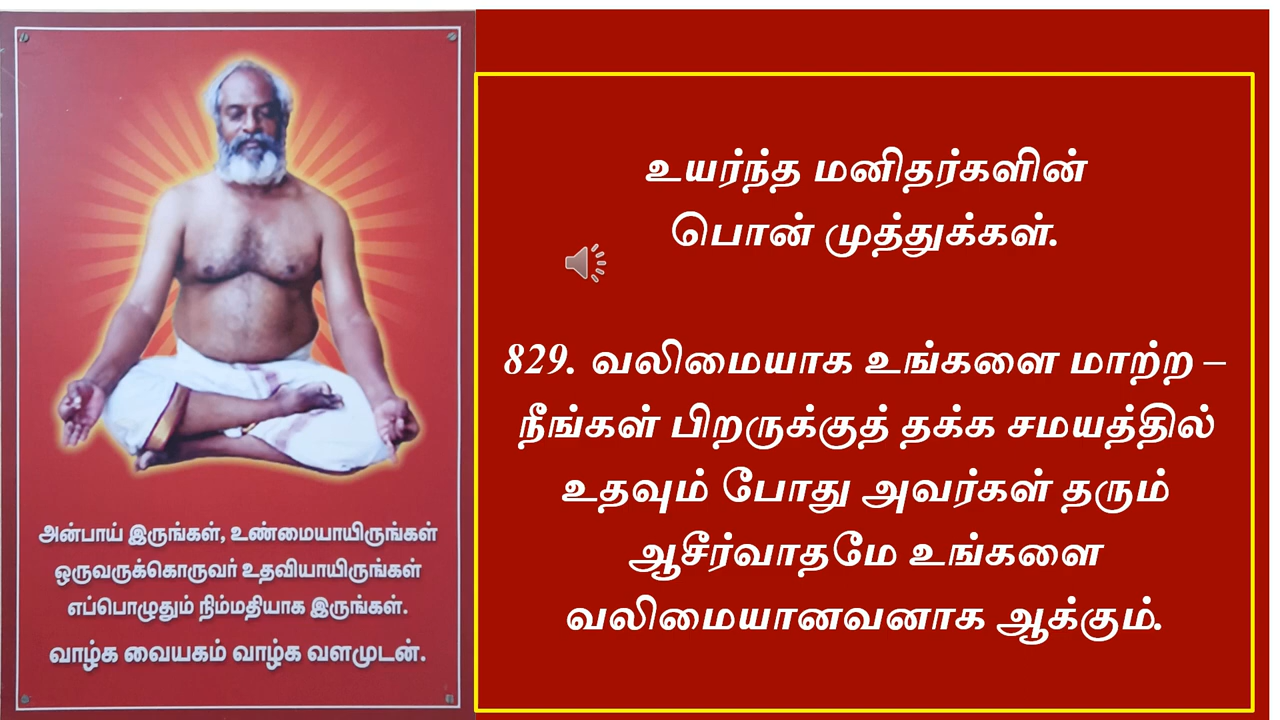 அன்பாய் இருங்கள், உண்மையாயிருங்கள்
ஒருவருக்கொருவர் உதவியாயிருங்கள்
எப்பொழுதும் நிம்மதியாக இருங்கள்.
வாழ்க வையகம் வாழ்க வளமுடன்.
உயர்ந்த மனிதர்களின்
பொன் முத்துக்கள்.
829. வலிமையாக உங்களை மாற்ற –
நீங்கள் பிறருக்குத் தக்க சமயத்தில்
உதவும் போது அவர்கள் தரும்
ஆசீர்வாதமே உங்களை
வலிமையானவனாக ஆக்கும்.